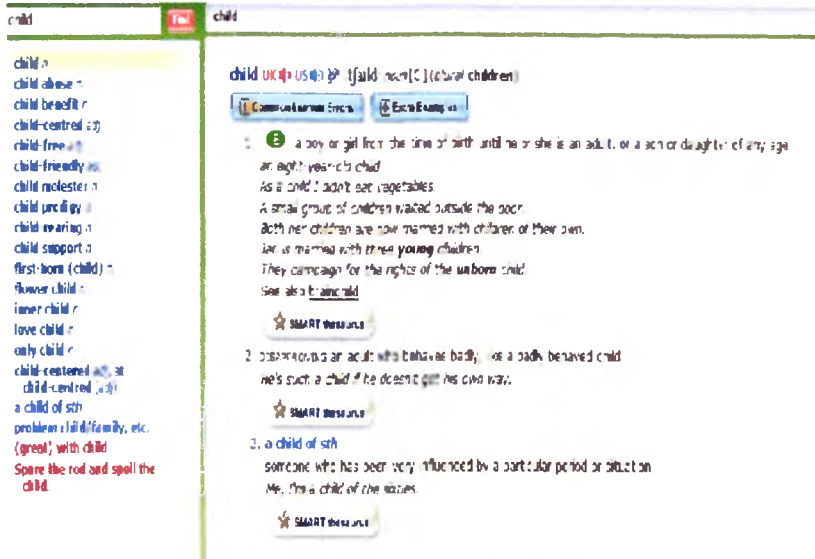 child
Find
child
child n
child abuse n
child benefit n
child-centred adj
child-free adj
child-friendly adj
child molester n
child prodigy n
child rearing n
child support n
first-born (child) n
flower child n
inner child n
love child n
only child n
child-centered adj, at
child-centred (adj)
a child of sth
problem child/family, etc.
(great) with child
Spare the rod and spoil the
child.
child UK US /tʃaɪld/ noun [C] (plural children)
Common Learner Errors
Extra Examples
1 E a boy or girl from the time of birth until he or she is an adult, or a son or daughter of any age
an eight-year-old child
As a child I didn't eat vegetables.
A small group of children waited outside the door.
Both her children are now married with children of their own.
Jan is married with three young children.
They campaign for the rights of the unborn child.
See also brainchild
SMART thesaurus
2 DISAPPROVING an adult who behaves badly, like a badly behaved child
He's such a child if he doesn't get his own way.
SMART thesaurus
3. a child of sth
someone who has been very influenced by a particular period or situation
Me, I'm a child of the sixties.
SMART thesaurus